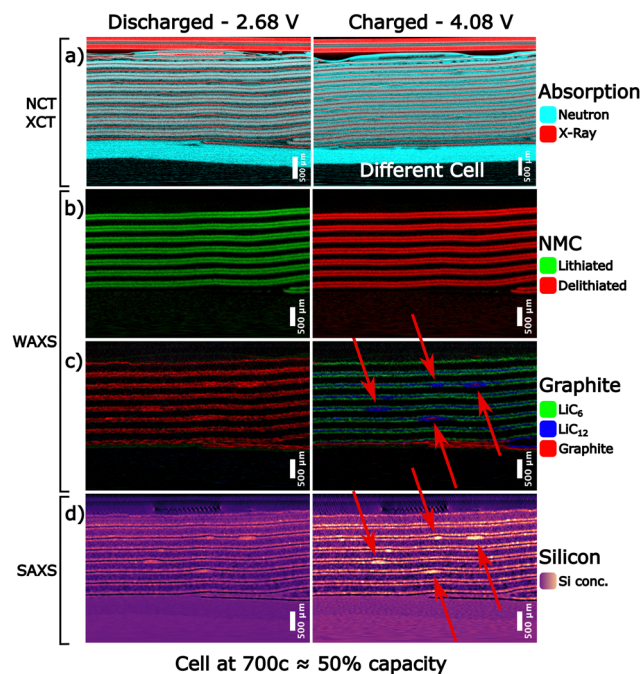 Discharged - 2.68 V
Charged - 4.08 V
a)
NCT
XCT
500 µm
500 µm
Different Cell
Absorption
Neutron
X-Ray
b)
500 µm
500 µm
NMC
Lithiated
Delithiated
WAXS
c)
500 µm
500 µm
Graphite
LiC₆
LiC₁₂
Graphite
d)
SAXS
500 µm
500 µm
Silicon
Si conc.
Cell at 700c ≈ 50% capacity